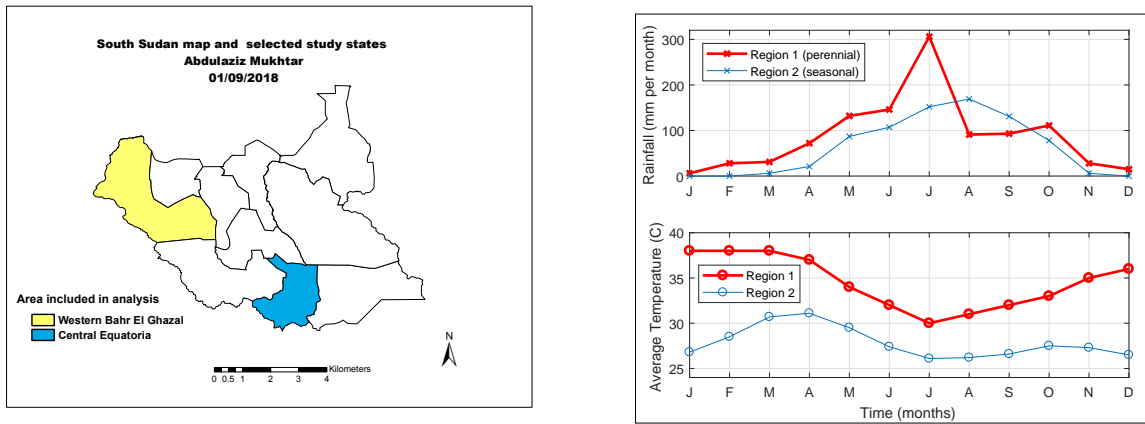 South Sudan map and selected study states
Abdulaziz Mukhtar
01/09/2018
Area included in analysis
Western Bahr El Ghazal
Central Equatoria
N
Kilometers
0 0.5 1 2 3 4
Rainfall (mm per month)
300
200
100
0
Region 1 (perennial)
Region 2 (seasonal)
J F M A M J J A S O N D
Average Temperature (C)
40
35
30
25
Region 1
Region 2
J F M A M J J A S O N D
Time (months)